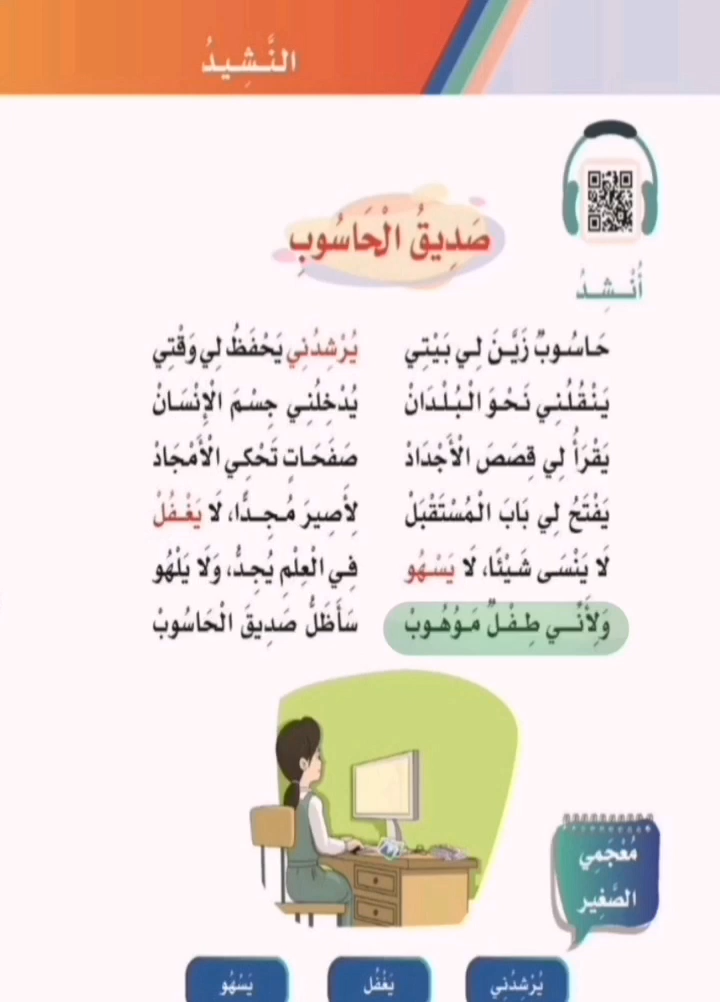 النَّشِيدُ
صَدِيقُ الْحَاسُوبِ
أُنْشِدُ
حَاسُوبٌ زَيَّنَ لِي بَيْتِي يُرْشِدُنِي يَحْفَظُ لِي وَقْتِي
يَنْقُلُنِي نَحْوَ الْبُلْدَانْ يُدْخِلُنِي جِسْمَ الْإِنْسَانْ
يَقْرَأُ لِي قِصَصَ الْأَجْدَادْ صَفَحَاتٍ تَحْكِي الْأَمْجَادْ
يَفْتَحُ لِي بَابَ الْمُسْتَقْبَلْ لِأَصِيرَ مُجِدًّا، لَا يَغْفُلْ
لَا يَنْسَى شَيْئًا، لَا يَسْهُو فِي الْعِلْمِ يُجِدُّ، وَلَا يَلْهُو
وَلِأَنَّنِي طِفْلٌ مَوْهُوبْ سَأَظَلُّ صَدِيقَ الْحَاسُوبْ
مُعْجَمِي
الصَّغِير
يُرْشِدُنِي يَغْفُل يَسْهُو